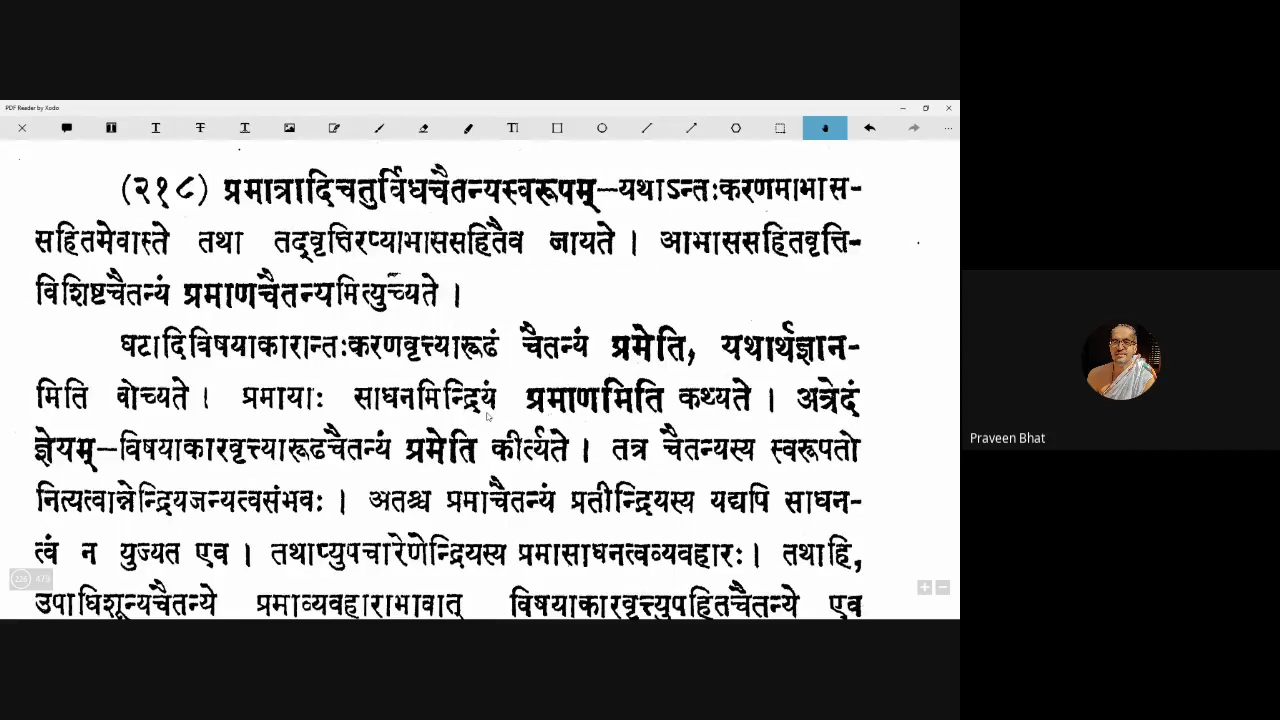 PDF Reader by Xodo
(२१८) प्रमात्रादिचतुर्विधचैतन्यस्वरूपम्—यथाऽन्तःकरणमाभास-
सहितमेवास्ते तथा तद्वृत्तिरप्याभाससहितैव जायते । आभाससहितवृत्ति-
विशिष्टचैतन्यं प्रमाणचैतन्यमित्युच्यते ।
घटादिविषयाकारान्तःकरणवृत्त्यारूढं चैतन्यं प्रमेति, यथार्थज्ञान-
मिति वोच्यते । प्रमायाः साधनमिन्द्रियं प्रमाणमिति कथ्यते । अत्रेदं
ज्ञेयम्—विषयाकारवृत्त्यारूढचैतन्यं प्रमेति कीर्त्यते । तत्र चैतन्यस्य स्वरूपतो
नित्यत्वान्नेन्द्रियजन्यत्वसंभवः । अतश्च प्रमाचैतन्यं प्रतीन्द्रियस्य यद्यपि साधन-
त्वं न युज्यत एव । तथाप्युपचारेणेन्द्रियस्य प्रमासाधनत्वव्यवहारः । तथाहि,
उपाधिशून्यचैतन्ये प्रमाव्यवहाराभावात् विषयाकारवृत्त्युपहितचैतन्ये एव
226 479
Praveen Bhat